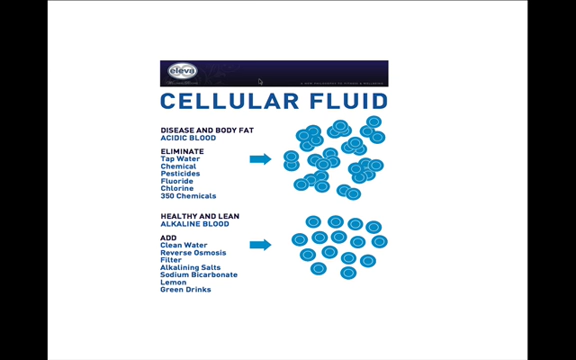 eleva
CELLULAR FLUID
DISEASE AND BODY FAT
ACIDIC BLOOD
ELIMINATE
Tap Water
Chemical
Pesticides
Fluoride
Chlorine
350 Chemicals
HEALTHY AND LEAN
ALKALINE BLOOD
ADD
Clean Water
Reverse Osmosis
Filter
Alkalining Salts
Sodium Bicarbonate
Lemon
Green Drinks